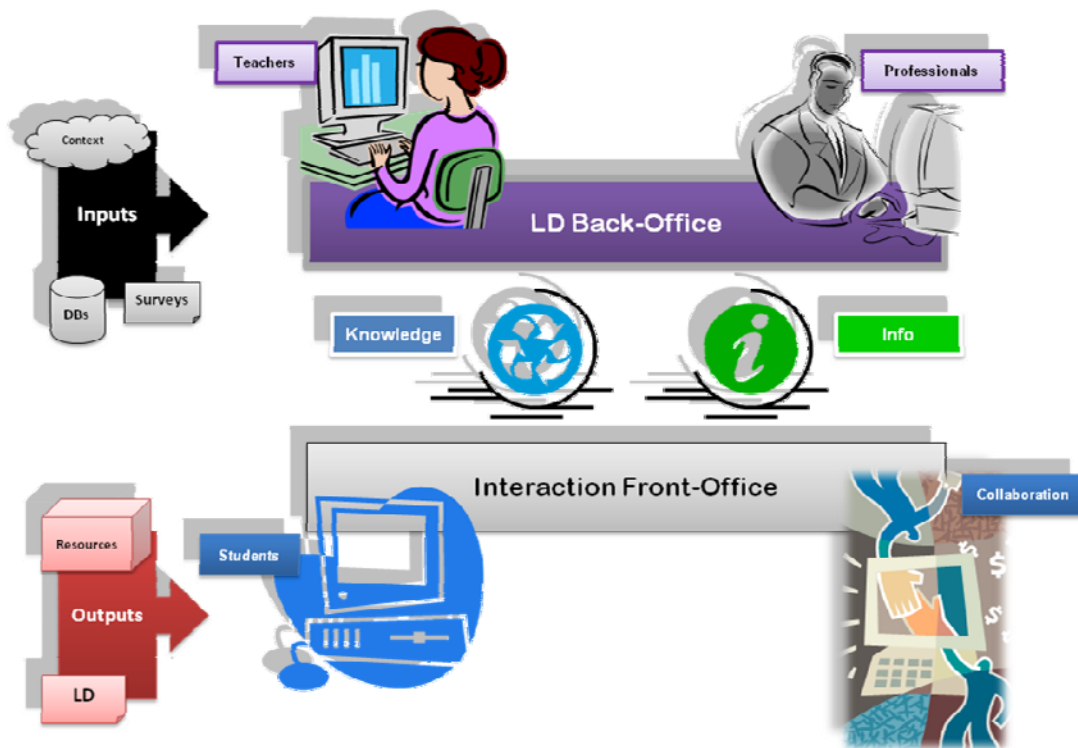 Teachers
Professionals
Context
Inputs
LD Back-Office
DBs
Surveys
Knowledge
i
Info
Interaction Front-Office
Collaboration
Resources
Students
Outputs
LD
$
$